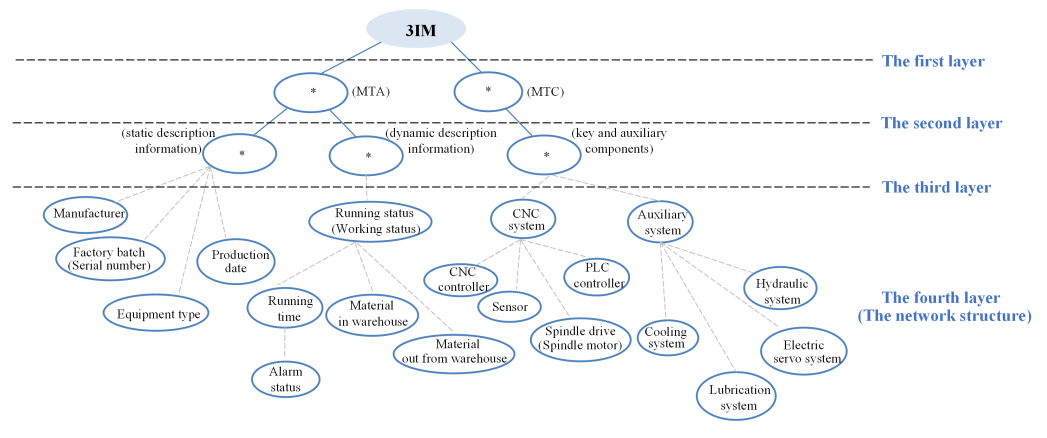 3IM
The first layer
* (MTA)
* (MTC)
The second layer
(static description
information)
*
(dynamic description
information)
*
(key and auxiliary
components)
*
The third layer
Manufacturer
Factory batch
(Serial number)
Equipment type
Production
date
Running status
(Working status)
Running
time
Alarm
status
Material
in warehouse
Material
out from warehouse
CNC
system
CNC
controller
Sensor
Spindle drive
(Spindle motor)
PLC
controller
Auxiliary
system
Cooling
system
Lubrication
system
Electric
servo system
Hydraulic
system
The fourth layer
(The network structure)